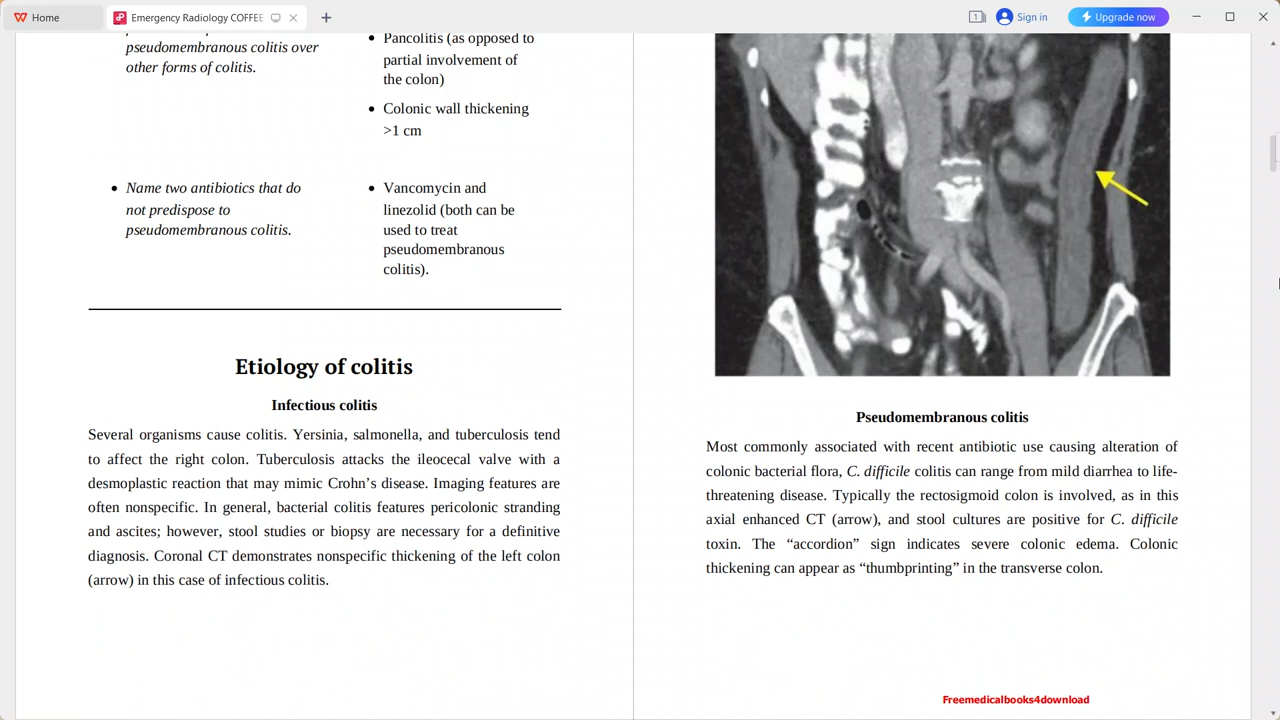 Home
Emergency Radiology COFFEE
1
Sign in
Upgrade now
pseudomembranous colitis over
other forms of colitis.
• Pancolitis (as opposed to
partial involvement of
the colon)
• Colonic wall thickening
>1 cm
• Name two antibiotics that do
not predispose to
pseudomembranous colitis.
• Vancomycin and
linezolid (both can be
used to treat
pseudomembranous
colitis).
Etiology of colitis
Infectious colitis
Several organisms cause colitis. Yersinia, salmonella, and tuberculosis tend
to affect the right colon. Tuberculosis attacks the ileocecal valve with a
desmoplastic reaction that may mimic Crohn’s disease. Imaging features are
often nonspecific. In general, bacterial colitis features pericolonic stranding
and ascites; however, stool studies or biopsy are necessary for a definitive
diagnosis. Coronal CT demonstrates nonspecific thickening of the left colon
(arrow) in this case of infectious colitis.
Pseudomembranous colitis
Most commonly associated with recent antibiotic use causing alteration of
colonic bacterial flora, C. difficile colitis can range from mild diarrhea to life-
threatening disease. Typically the rectosigmoid colon is involved, as in this
axial enhanced CT (arrow), and stool cultures are positive for C. difficile
toxin. The “accordion” sign indicates severe colonic edema. Colonic
thickening can appear as “thumbprinting” in the transverse colon.
Freemedicalbooks4download